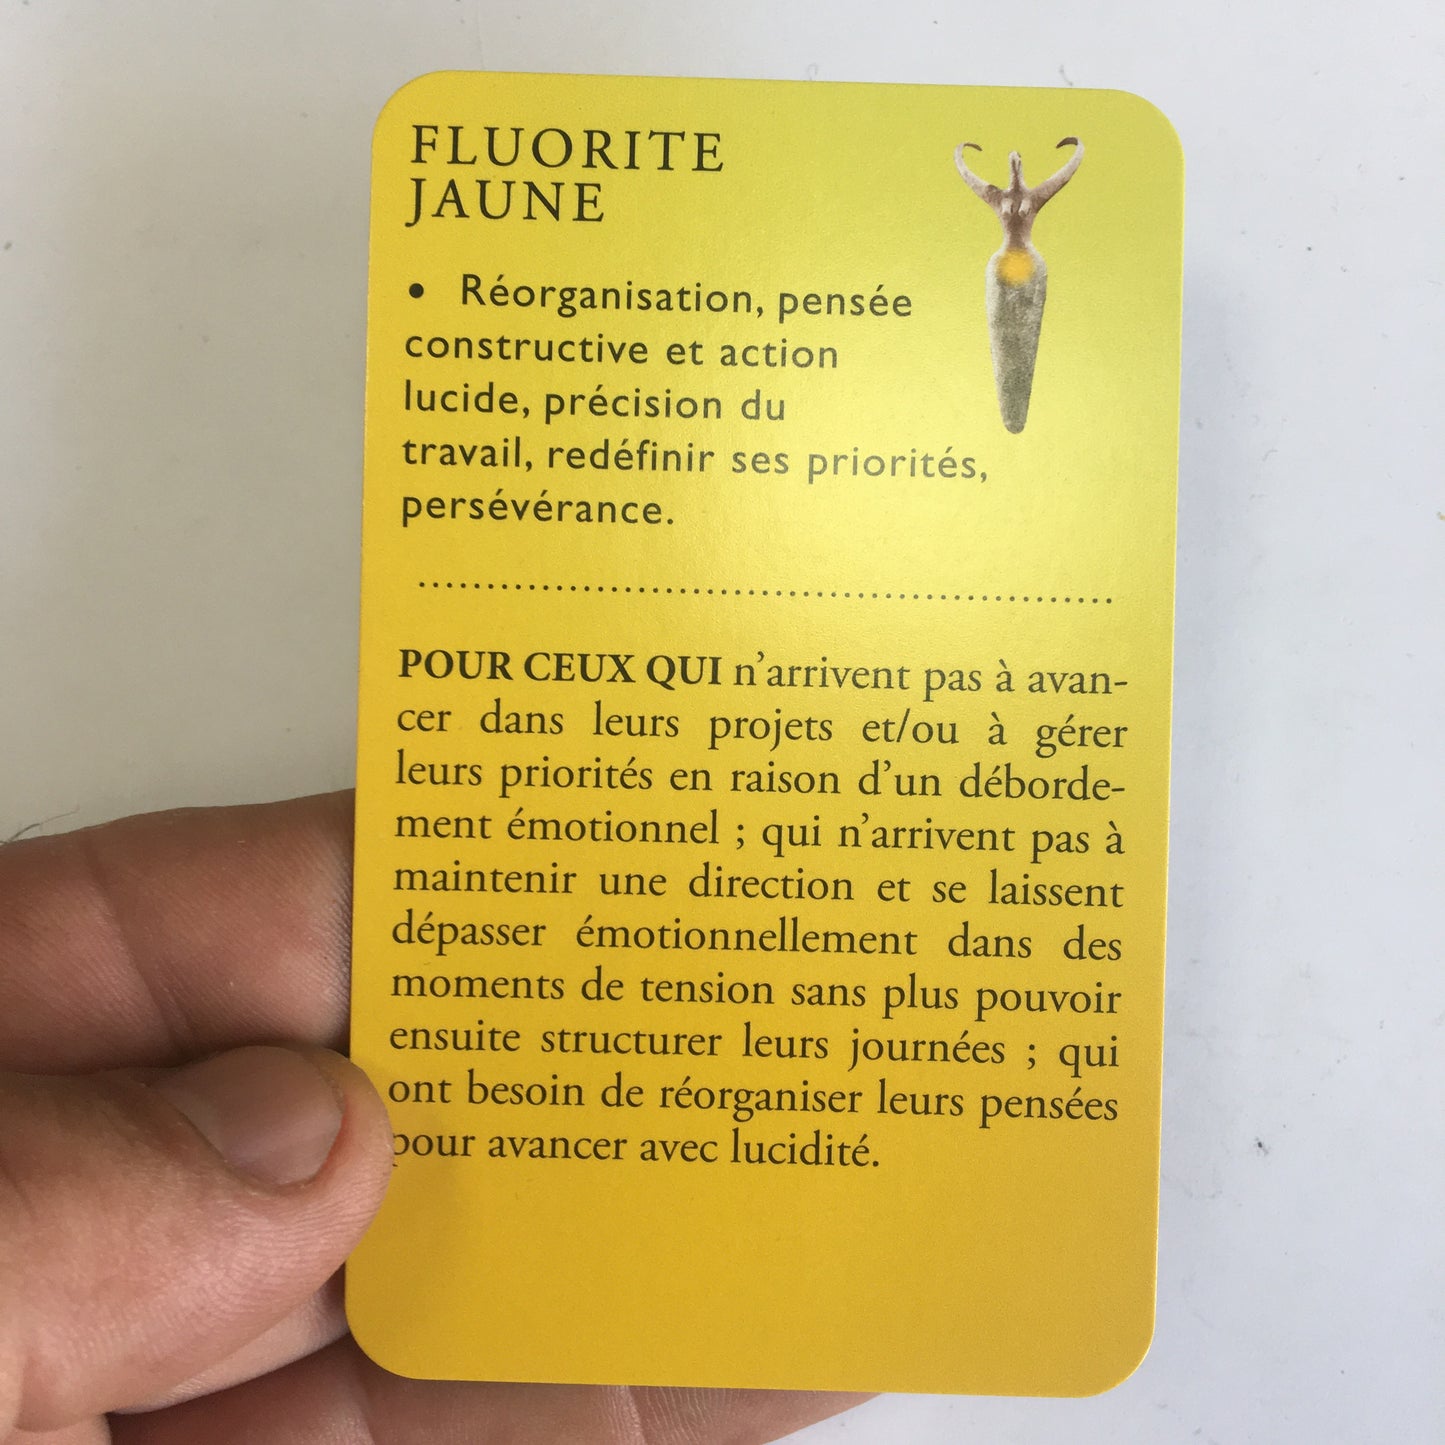 FLUORITE
JAUNE
• Réorganisation, pensée
constructive et action
lucide, précision du
travail, redéfinir ses priorités,
persévérance.
POUR CEUX QUI n’arrivent pas à avan-
cer dans leurs projets et/ou à gérer
leurs priorités en raison d’un déborde-
ment émotionnel ; qui n’arrivent pas à
maintenir une direction et se laissent
dépasser émotionnellement dans des
moments de tension sans plus pouvoir
ensuite structurer leurs journées ; qui
ont besoin de réorganiser leurs pensées
pour avancer avec lucidité.